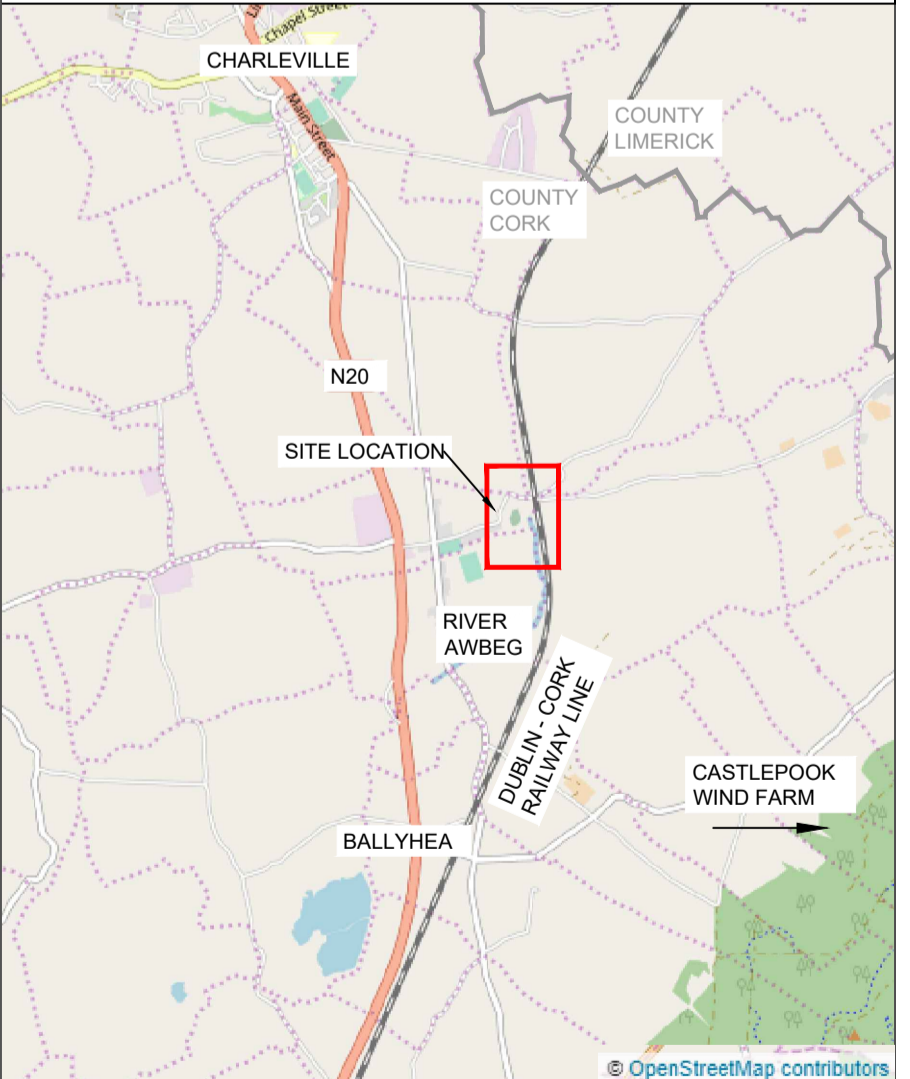 Chapel Street
CHARLEVILLE
Main Street
COUNTY
LIMERICK
COUNTY
CORK
N20
SITE LOCATION
RIVER
AWBEG
DUBLIN - CORK
RAILWAY LINE
CASTLEPOOK
WIND FARM
BALLYHEA
© OpenStreetMap contributors